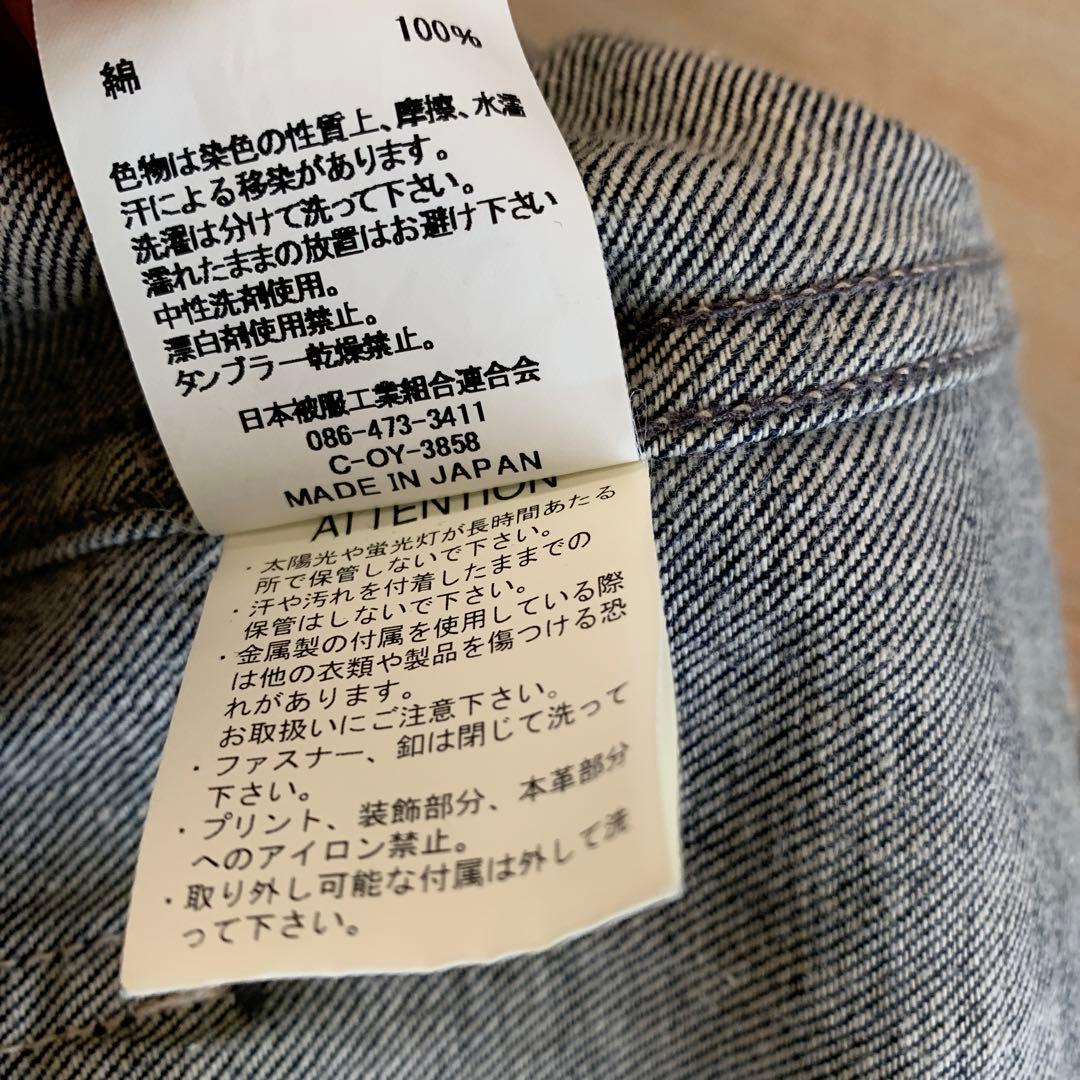 綿 100%
色物は染色の性質上、摩擦、水濡
汗による移染があります。
洗濯は分けて洗って下さい。
濡れたままの放置はお避け下さい
中性洗剤使用。
漂白剤使用禁止。
タンブラー乾燥禁止。
日本被服工業組合連合会
086-473-3411
C-OY-3858
MADE IN JAPAN
ATTENTION
・太陽光や蛍光灯が長時間あたる
所で保管しないで下さい。
・汗や汚れを付着したままでの
保管はしないで下さい。
・金属製の付属を使用している際
は他の衣類や製品を傷つける恐
れがあります。
お取扱いにご注意下さい。
・ファスナー、釦は閉じて洗って
下さい。
・プリント、装飾部分、本革部分
へのアイロン禁止。
・取り外し可能な付属は外して洗
って下さい。